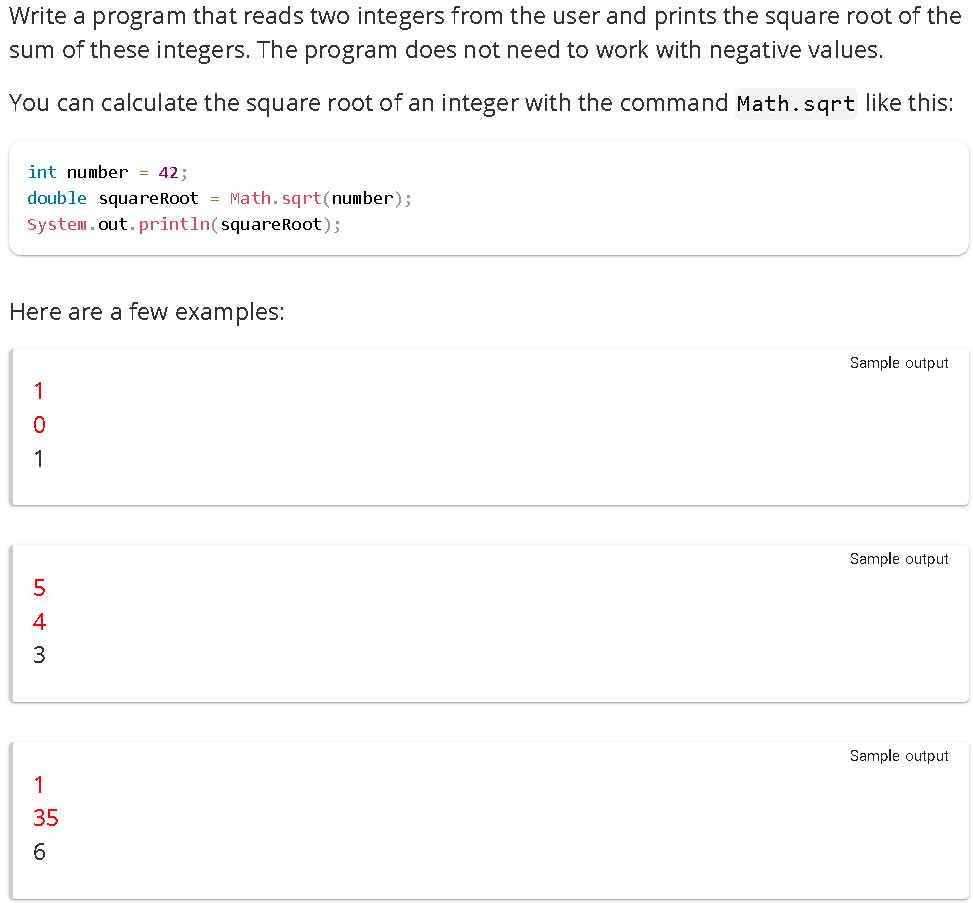 Write a program that reads two integers from the user and prints the square root of the
sum of these integers. The program does not need to work with negative values.
You can calculate the square root of an integer with the command Math.sqrt like this:
int number = 42;
double squareRoot = Math.sqrt(number);
System.out.println(squareRoot);
Here are a few examples:
Sample output
1
0
1
Sample output
5
4
3
Sample output
1
35
6